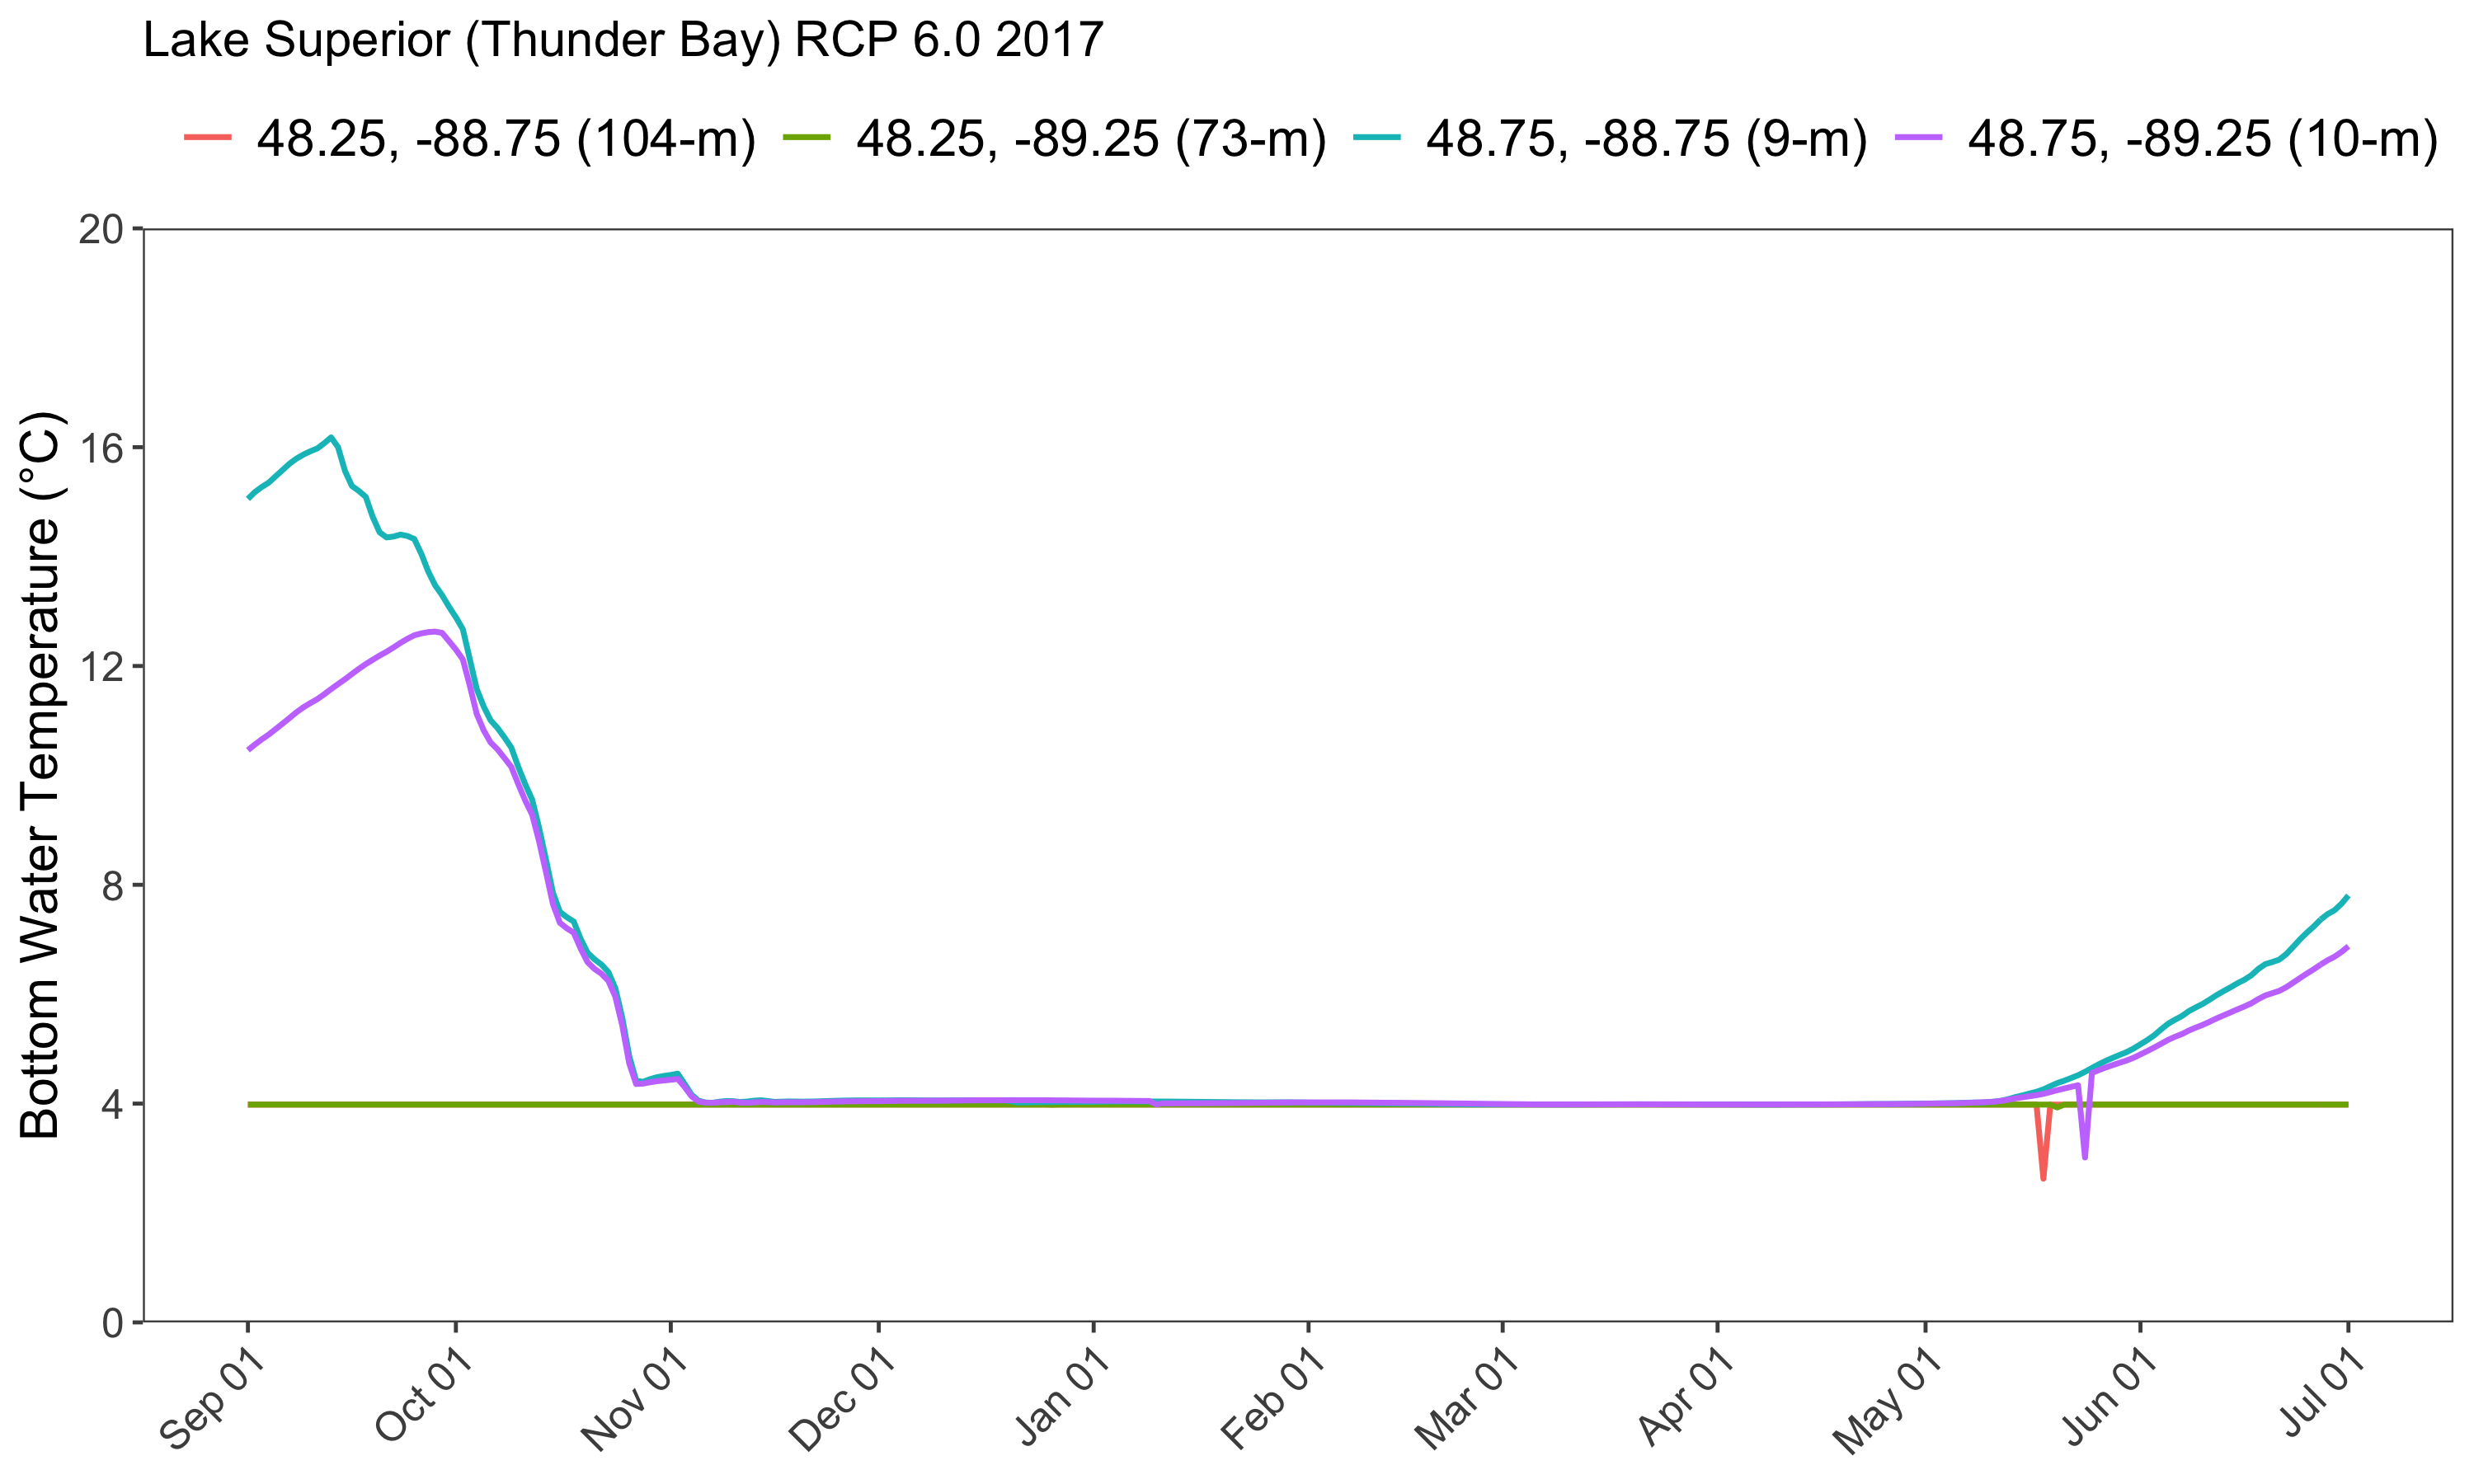 Lake Superior (Thunder Bay) RCP 6.0 2017
48.25, -88.75 (104-m) 48.25, -89.25 (73-m) 48.75, -88.75 (9-m) 48.75, -89.25 (10-m)
Bottom Water Temperature (°C)
20
16
12
8
4
0
Sep 01 Oct 01 Nov 01 Dec 01 Jan 01 Feb 01 Mar 01 Apr 01 May 01 Jun 01 Jul 01